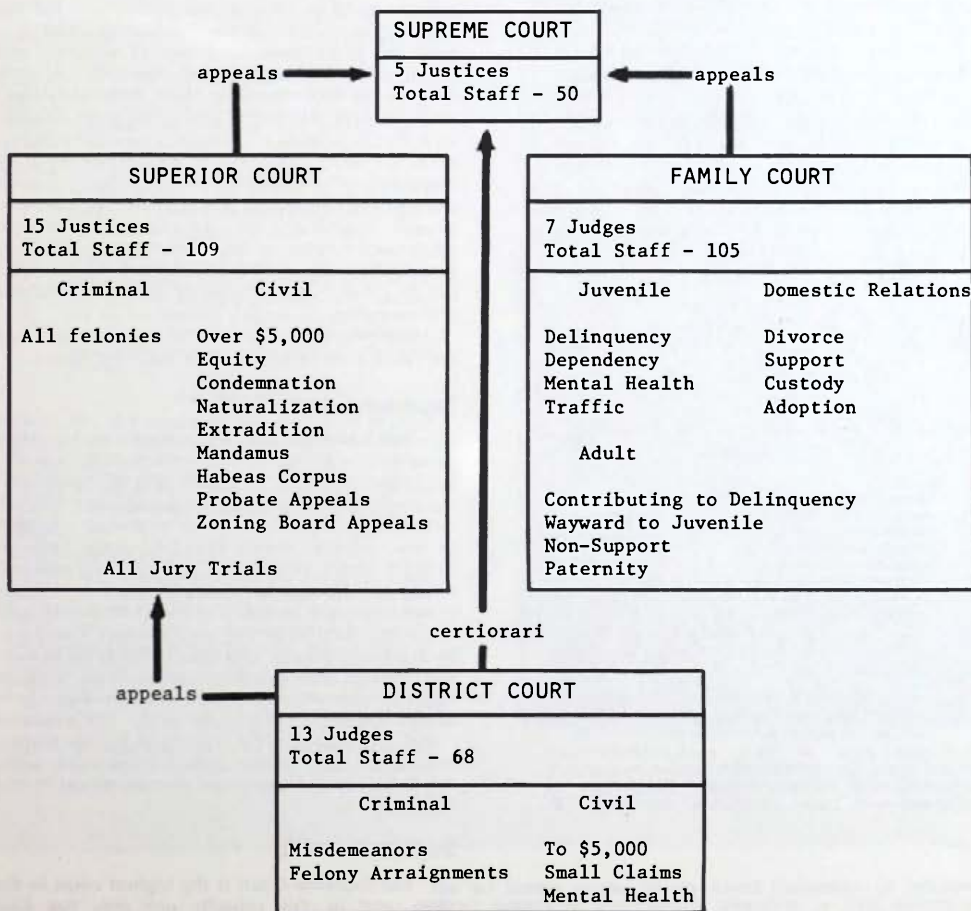 SUPREME COURT
5 Justices
Total Staff - 50
appeals
appeals
SUPERIOR COURT
15 Justices
Total Staff - 109
Criminal Civil
All felonies Over $5,000
Equity
Condemnation
Naturalization
Extradition
Mandamus
Habeas Corpus
Probate Appeals
Zoning Board Appeals
All Jury Trials
FAMILY COURT
7 Judges
Total Staff - 105
Juvenile Domestic Relations
Delinquency Divorce
Dependency Support
Mental Health Custody
Traffic Adoption
Adult
Contributing to Delinquency
Wayward to Juvenile
Non-Support
Paternity
certiorari
appeals
DISTRICT COURT
13 Judges
Total Staff - 68
Criminal Civil
Misdemeanors To $5,000
Felony Arraignments Small Claims
Mental Health